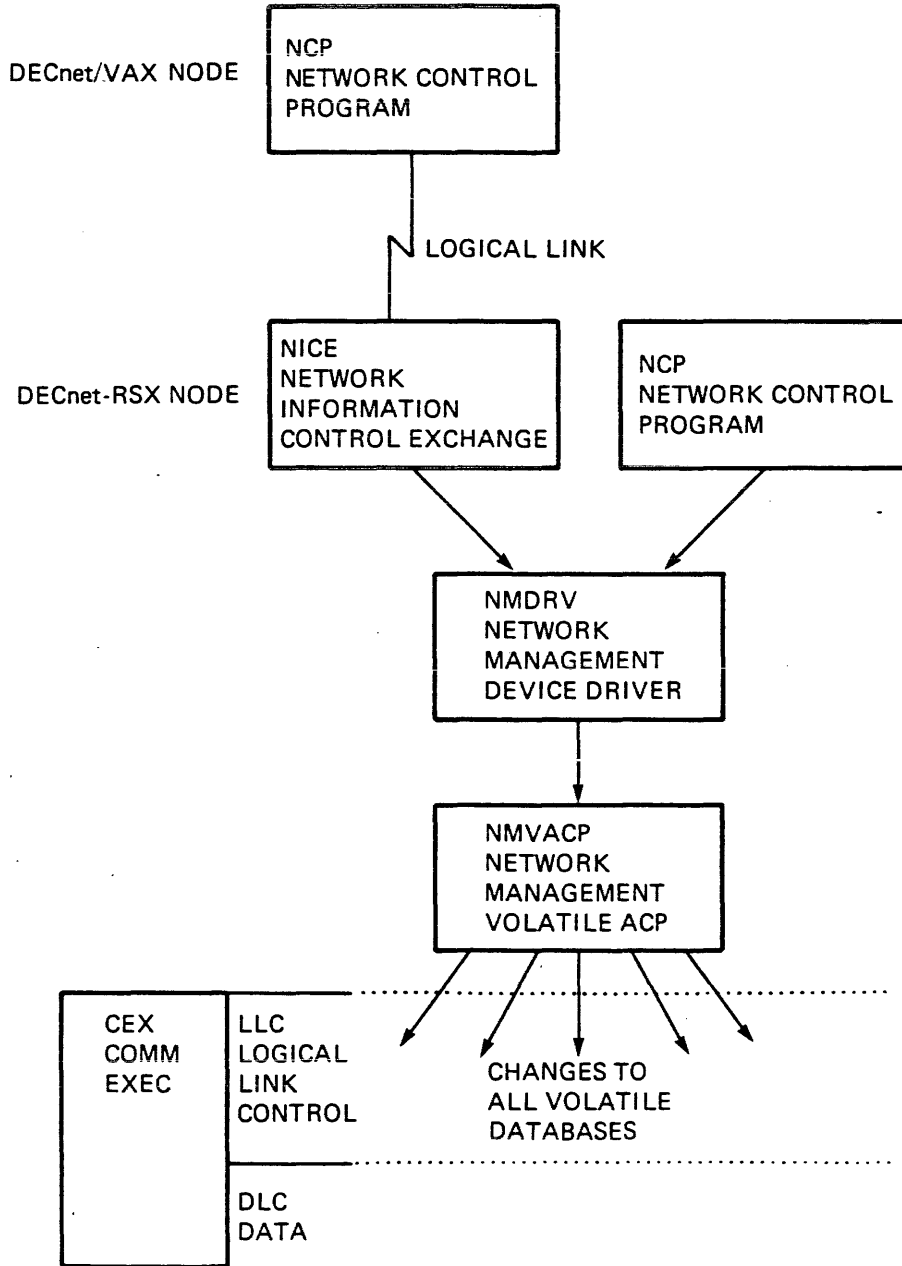 DECnet/VAX NODE
NCP
NETWORK CONTROL
PROGRAM
LOGICAL LINK
DECnet-RSX NODE
NICE
NETWORK
INFORMATION
CONTROL EXCHANGE
NCP
NETWORK CONTROL
PROGRAM
NMDRV
NETWORK
MANAGEMENT
DEVICE DRIVER
NMVACP
NETWORK
MANAGEMENT
VOLATILE ACP
CEX
COMM
EXEC
LLC
LOGICAL
LINK
CONTROL
CHANGES TO
ALL VOLATILE
DATABASES
DLC
DATA